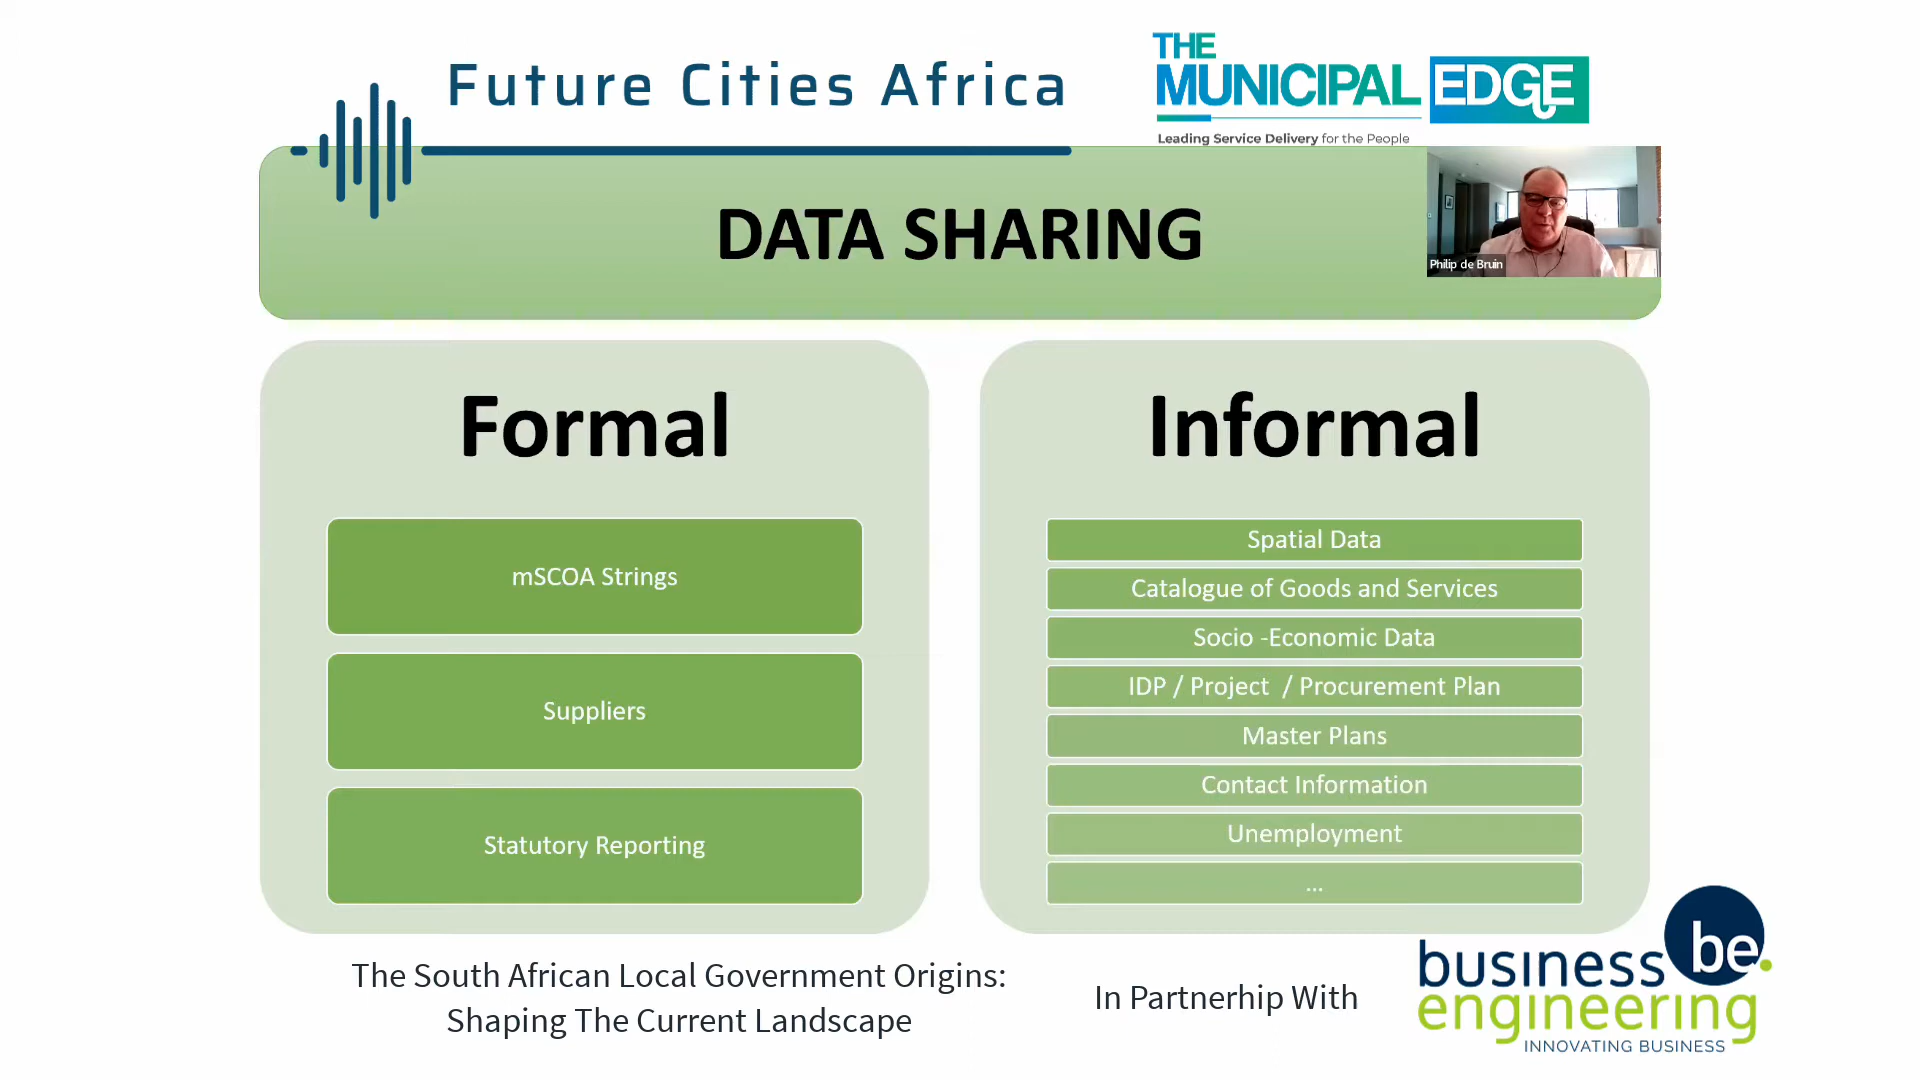 Future Cities Africa
THE
MUNICIPAL EDGE
Leading Service Delivery for the People
DATA SHARING
Philip de Bruin
Formal
mSCOA Strings
Suppliers
Statutory Reporting
Informal
Spatial Data
Catalogue of Goods and Services
Socio -Economic Data
IDP / Project  / Procurement Plan
Master Plans
Contact Information
Unemployment
...
The South African Local Government Origins:
Shaping The Current Landscape
In Partnerhip With
business be.
engineering
INNOVATING BUSINESS